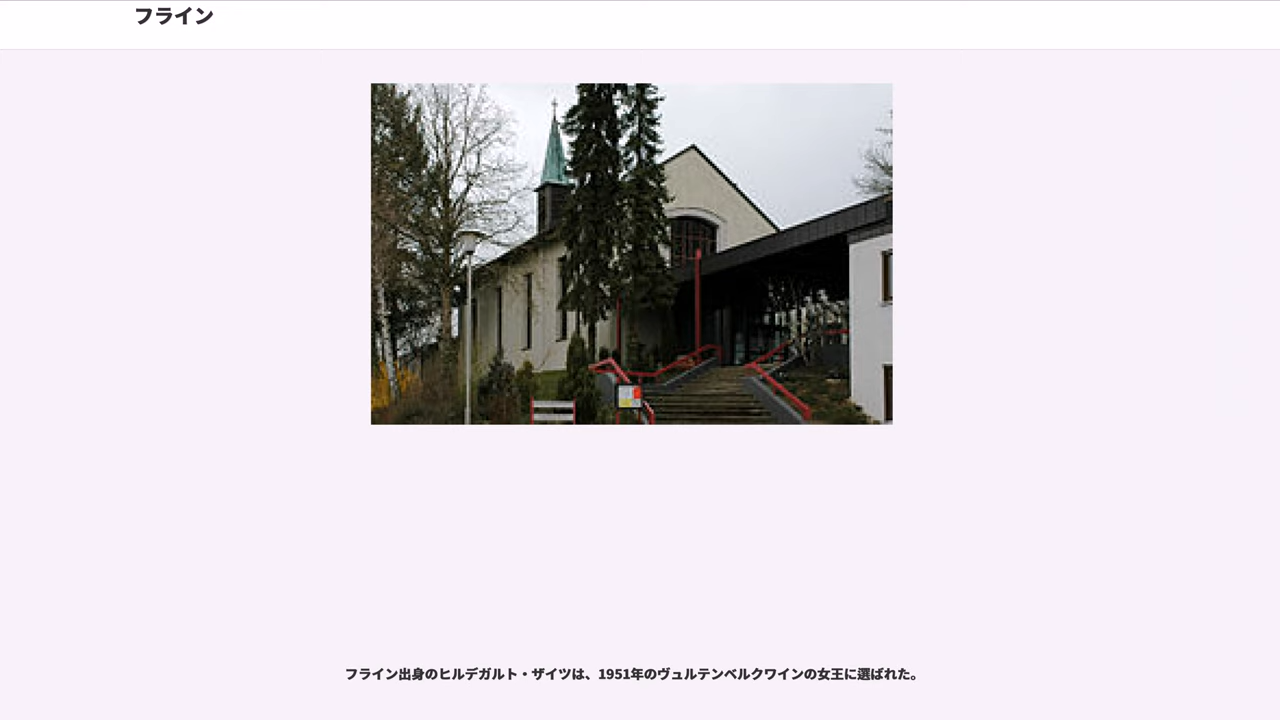 フライン
フライン出身のヒルデガルト・ザイツは、1951年のヴュルテンベルクワインの女王に選ばれた。